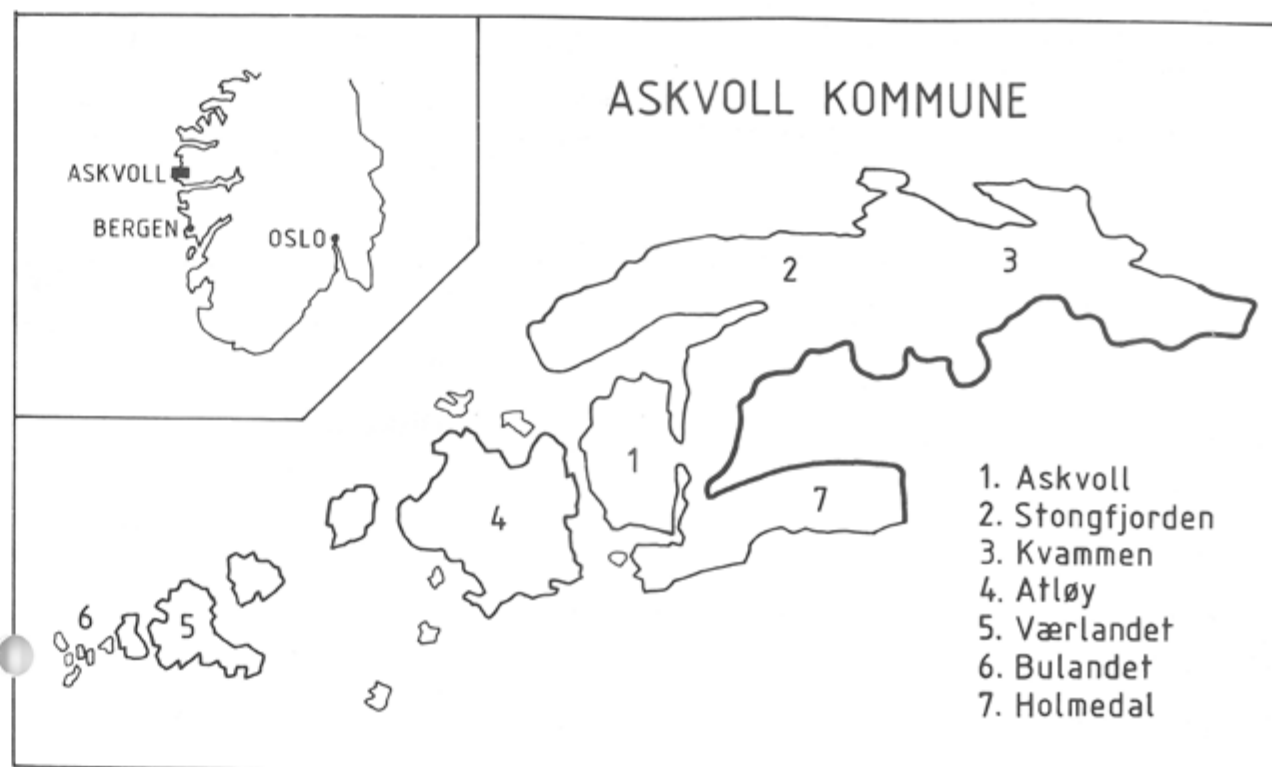 ASKVOLL KOMMUNE
ASKVOLL
BERGEN
OSLO
2
3
1
4
7
6
5
1. Askvoll
2. Stongfjorden
3. Kvammen
4. Atløy
5. Værlandet
6. Bulandet
7. Holmedal